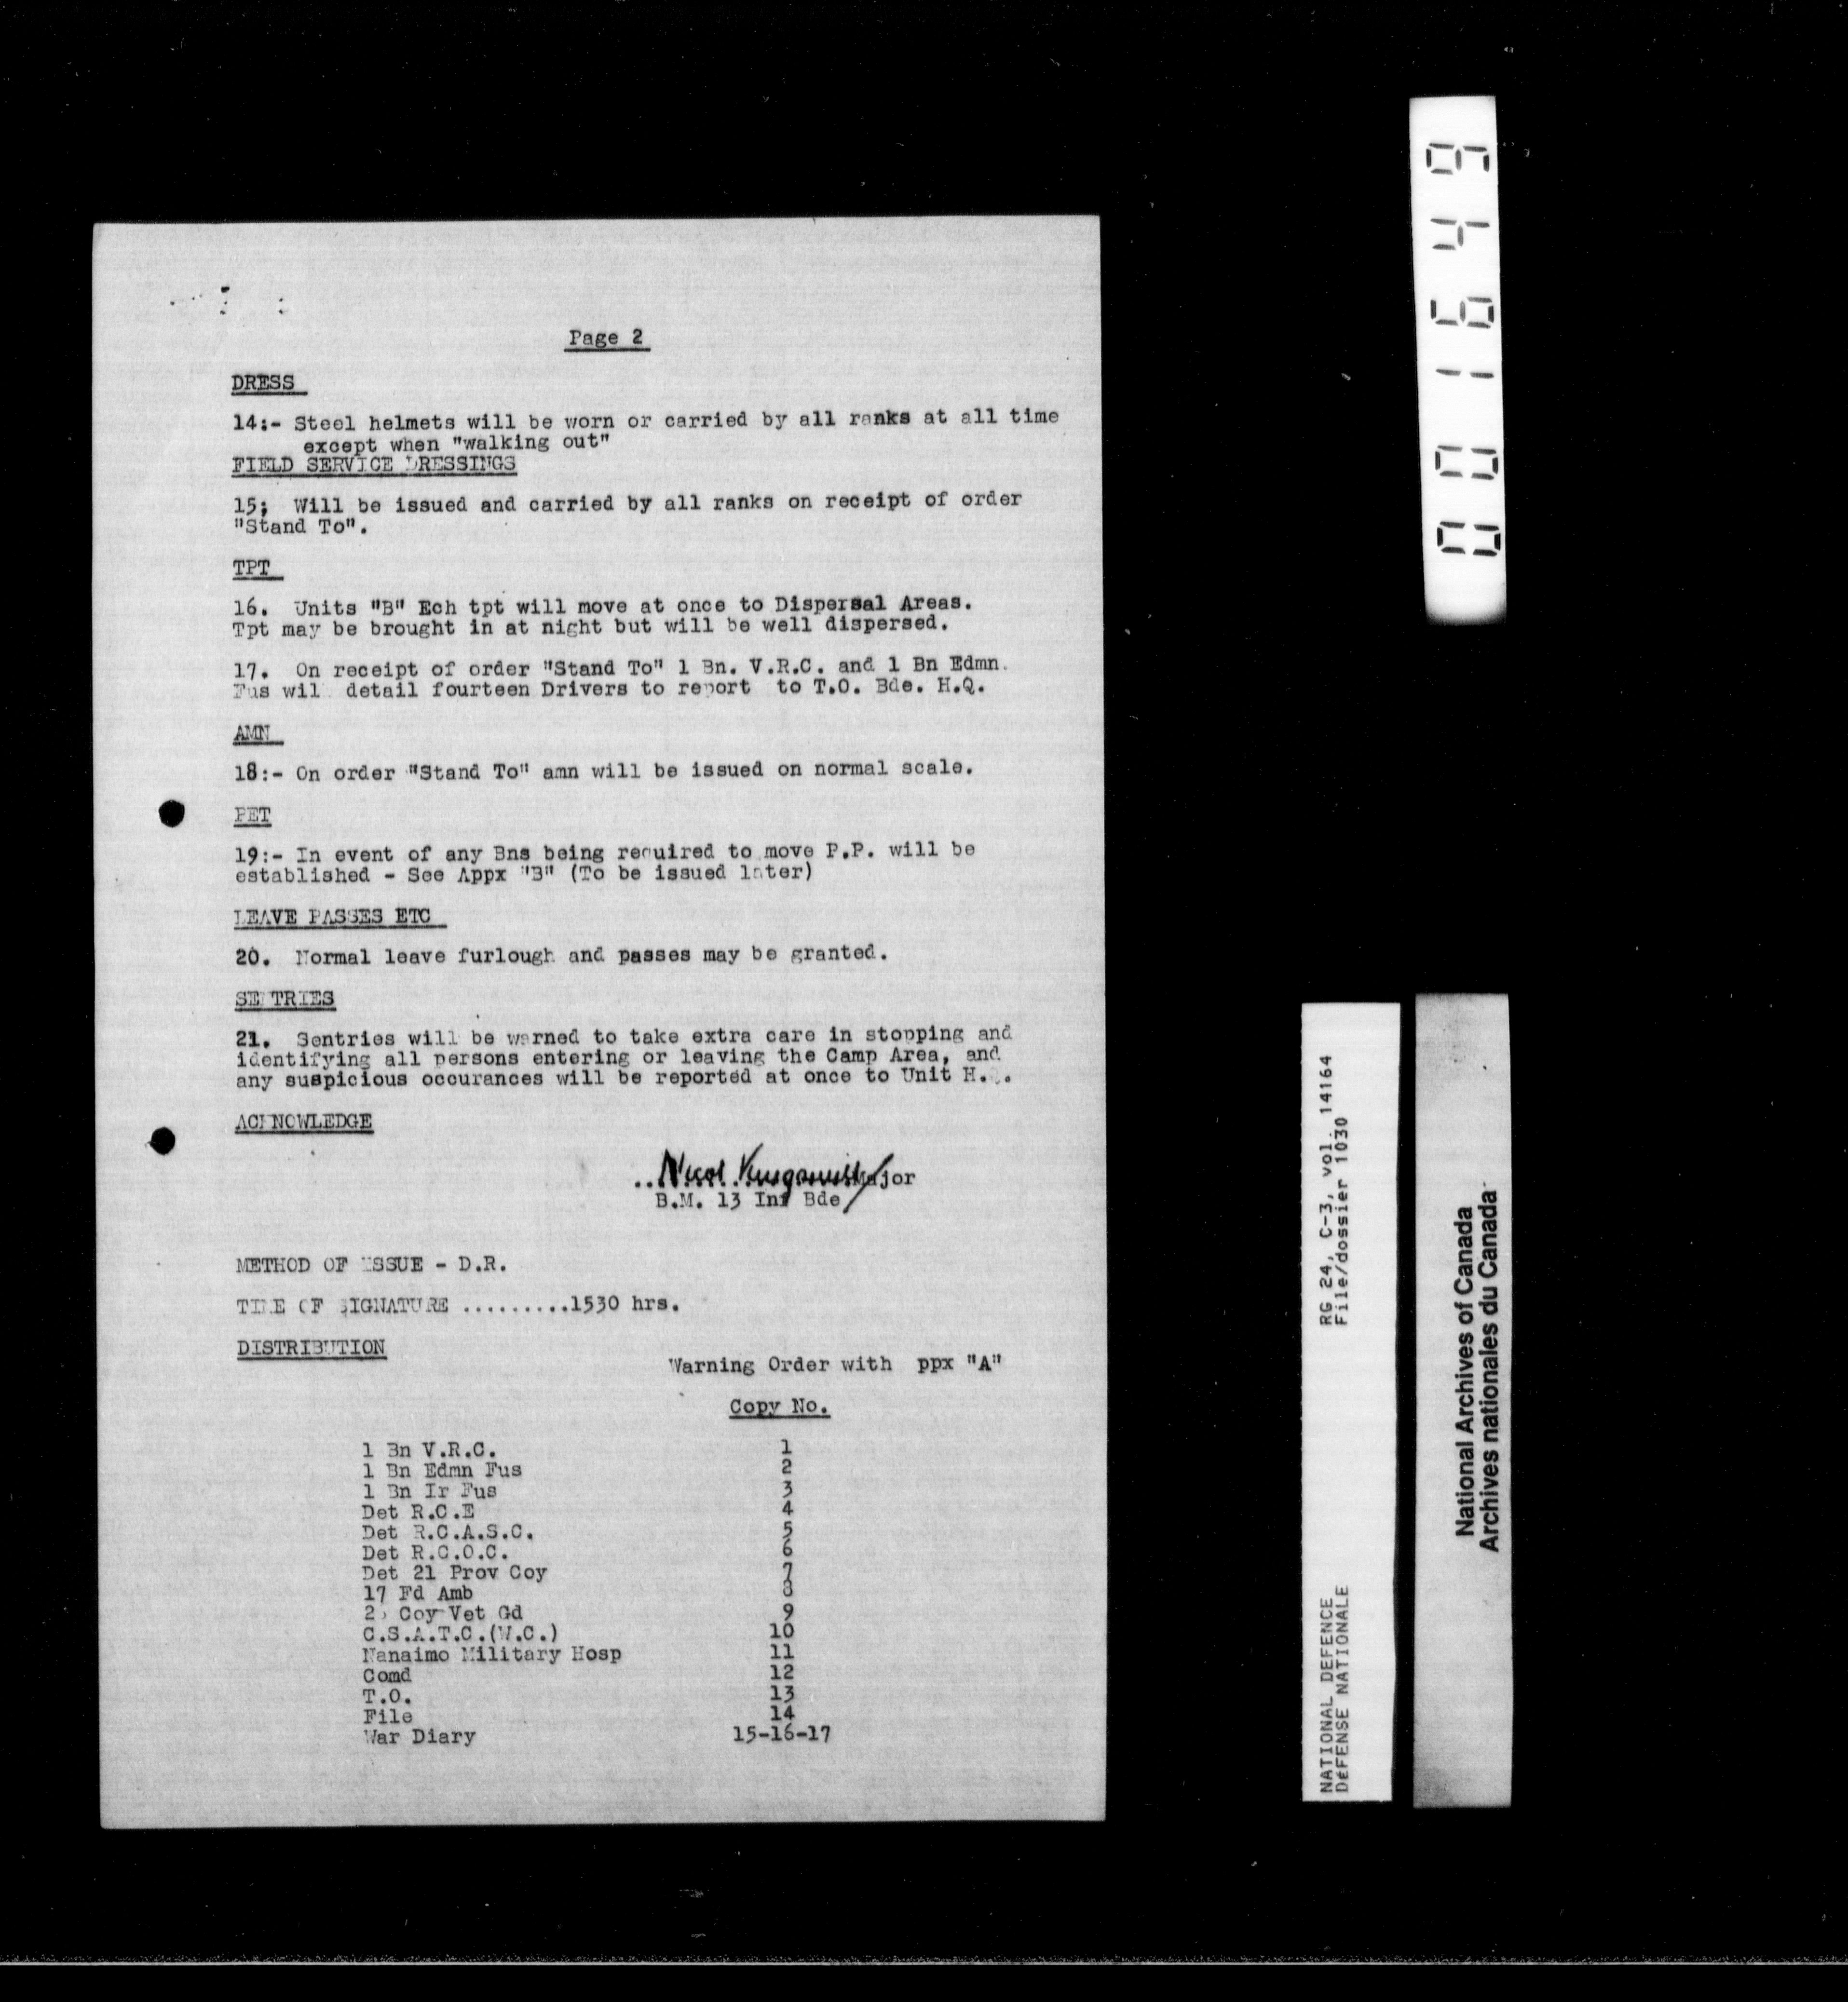 Page 2
DRESS
14:- Steel helmets will be worn or carried by all ranks at all time
except when "walking out"
FIELD SERVICE DRESSINGS
15; Will be issued and carried by all ranks on receipt of order
"Stand To".
TPT
16. Units "B" Ech tpt will move at once to Dispersal Areas.
Tpt may be brought in at night but will be well dispersed.
17. On receipt of order "Stand To" 1 Bn. V.R.C. and 1 Bn Edmn.
Fus wil detail fourteen Drivers to report to T.O. Bde. H.Q.
AMN
18:- On order "Stand To" amn will be issued on normal scale.
PET
19:- In event of any Bns being required to move P.P. will be
established - See Appx "B" (To be issued later)
LEAVE PASSES ETC
20. Normal leave furlough and passes may be granted.
SENTRIES
21. Sentries will be warned to take extra care in stopping and
identifying all persons entering or leaving the Camp Area, and
any suspicious occurances will be reported at once to Unit H. .
ACKNOWLEDGE
Major
B.M. 13 Inf Bde
METHOD OF ISSUE - D.R.
TIME OF SIGNATURE .........1530 hrs.
DISTRIBUTION
Warning Order with ppx "A"
Copy No.
1 Bn V.R.C. 1
1 Bn Edmn Fus 2
1 Bn Ir Fus 3
Det R.C.E 4
Det R.C.A.S.C. 5
Det R.C.O.C. 6
Det 21 Prov Coy 7
17 Fd Amb 8
Coy Vet Gd 9
C.S.A.T.C.(W.C.) 10
Nanaimo Military Hosp 11
Comd 12
T.O. 13
File 14
War Diary 15-16-17
001649
RG 24, C-3, vol. 14164
File/dossier 1030
NATIONAL DEFENCE
DéFENSE NATIONALE
National Archives of Canada
Archives nationales du Canada